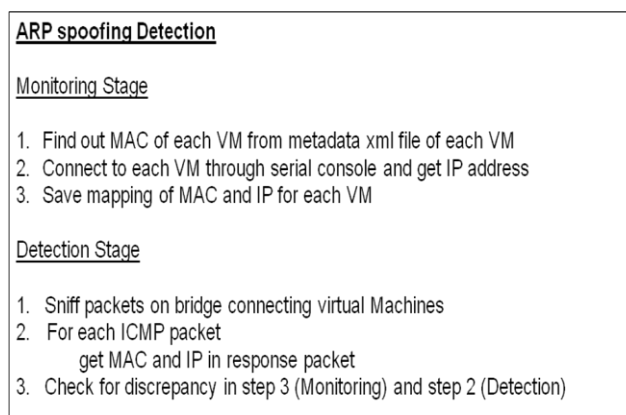 ARP spoofing Detection
Monitoring Stage
1. Find out MAC of each VM from metadata xml file of each VM
2. Connect to each VM through serial console and get IP address
3. Save mapping of MAC and IP for each VM
Detection Stage
1. Sniff packets on bridge connecting virtual Machines
2. For each ICMP packet
get MAC and IP in response packet
3. Check for discrepancy in step 3 (Monitoring) and step 2 (Detection)